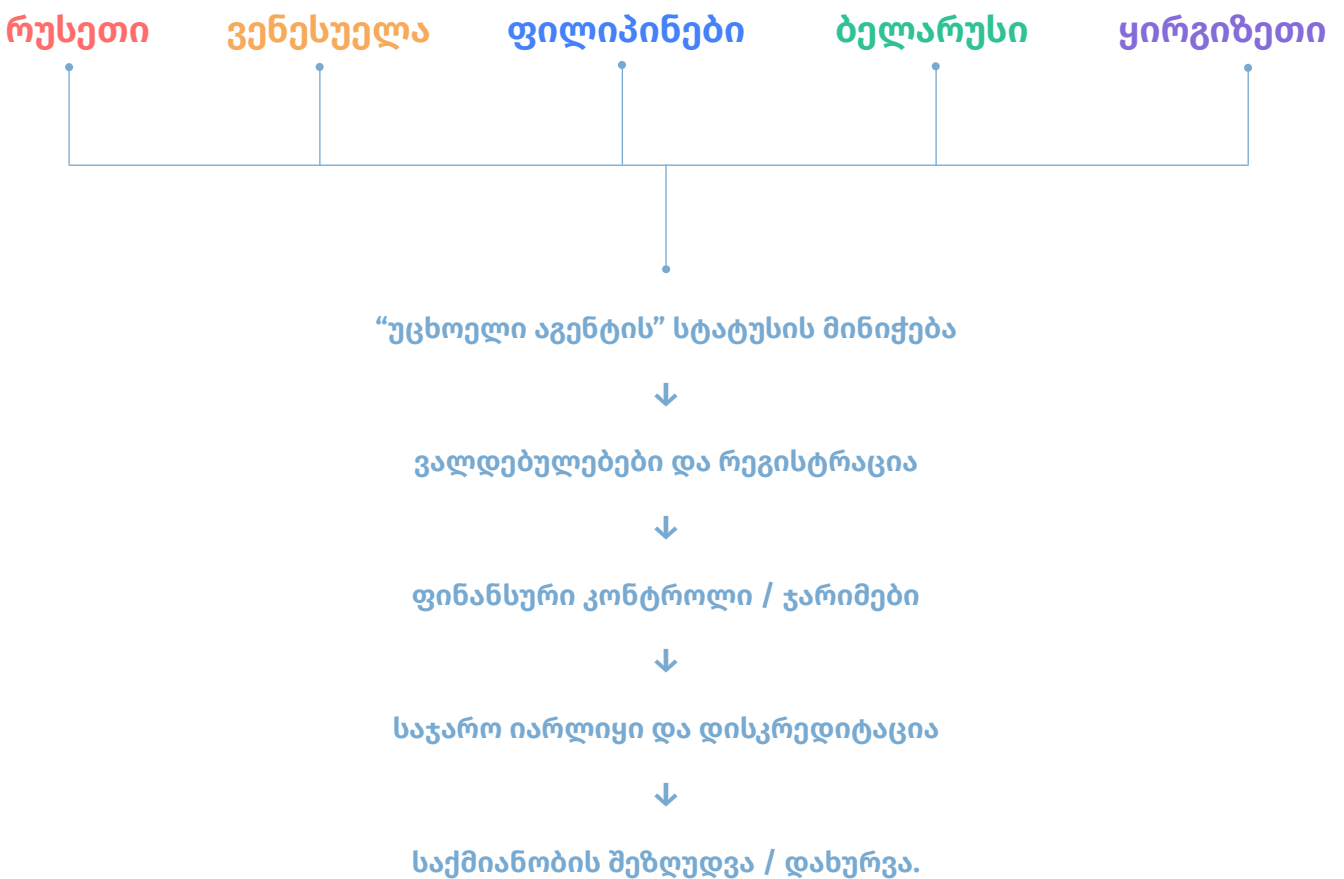 რუსეთი ვენესუელა ფილიპინები ბელარუსი ყირგიზეთი
“უცხოელი აგენტის” სტატუსის მინიჭება
ვალდებულებები და რეგისტრაცია
ფინანსური კონტროლი / ჯარიმები
საჯარო იარლიყი და დისკრედიტაცია
საქმიანობის შეზღუდვა / დახურვა.